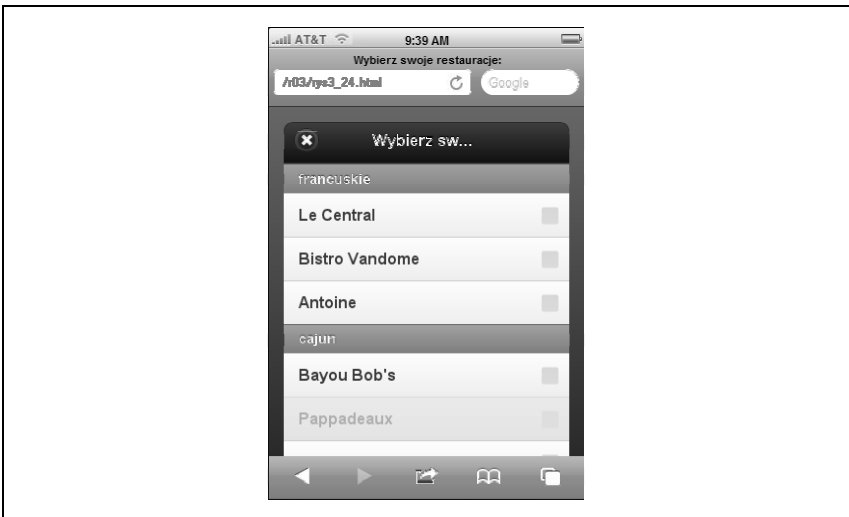 AT&T 9:39 AM
Wybierz swoje restauracje:
/r03/rys3_24.html Google
Wybierz sw...
francuskie
Le Central
Bistro Vandome
Antoine
cajun
Bayou Bob's
Pappadeaux